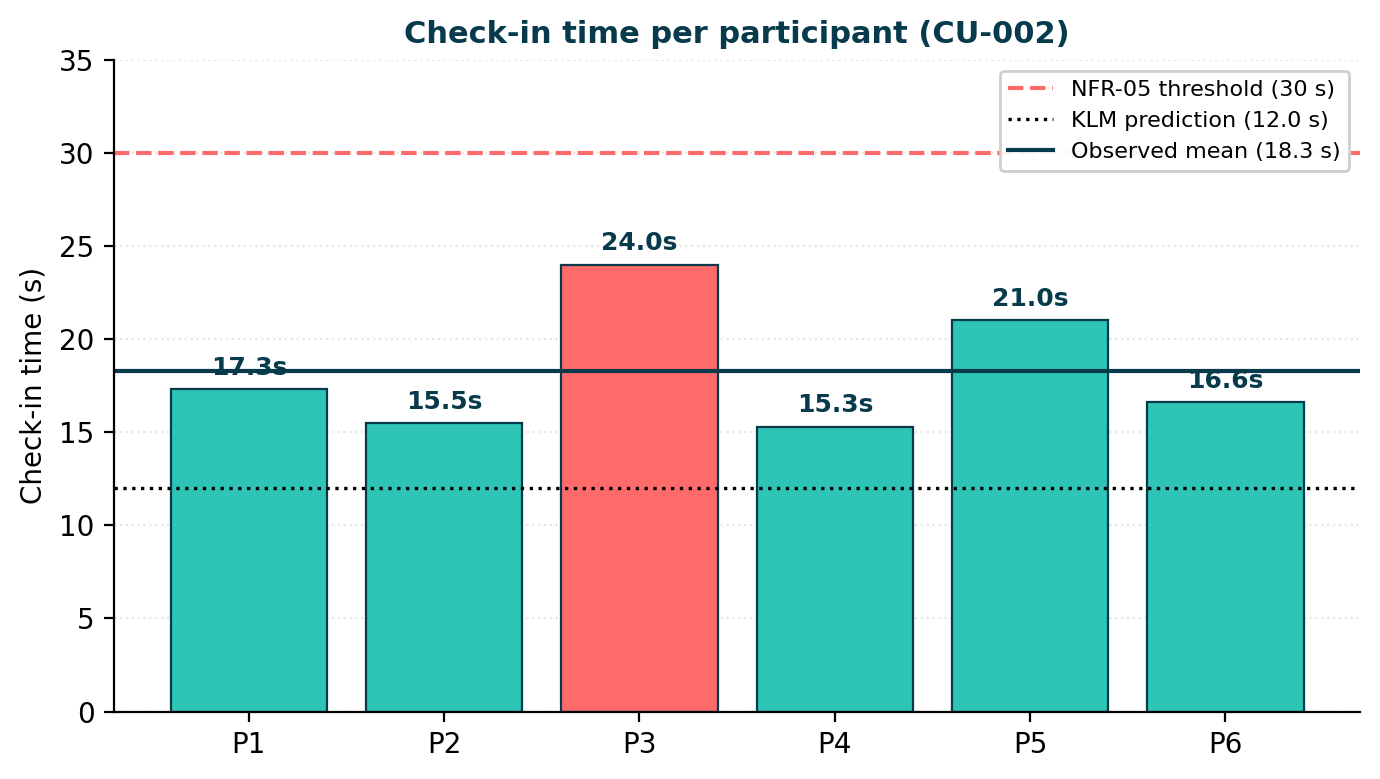 Check-in time per participant (CU-002)
NFR-05 threshold (30 s)
KLM prediction (12.0 s)
Observed mean (18.3 s)
Check-in time (s)
35
30
25
20
15
10
5
0
17.3s
15.5s
24.0s
15.3s
21.0s
16.6s
P1
P2
P3
P4
P5
P6